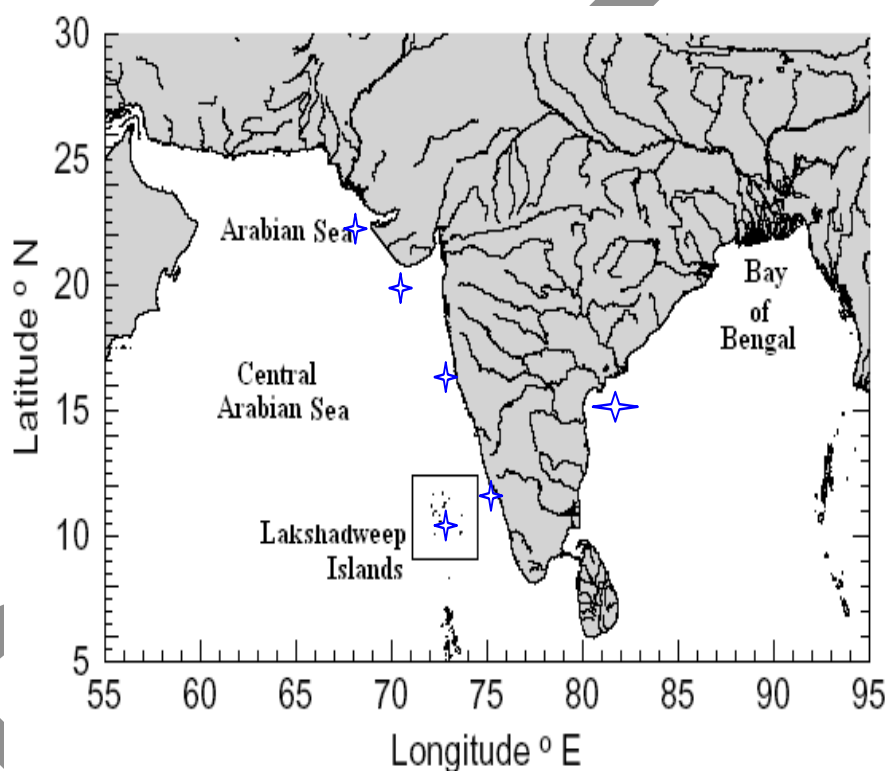 30
25
20
15
10
5
Latitude º N
Arabian Sea
Bay
of
Bengal
Central
Arabian Sea
Lakshadweep
Islands
55 60 65 70 75 80 85 90 95
Longitude º E